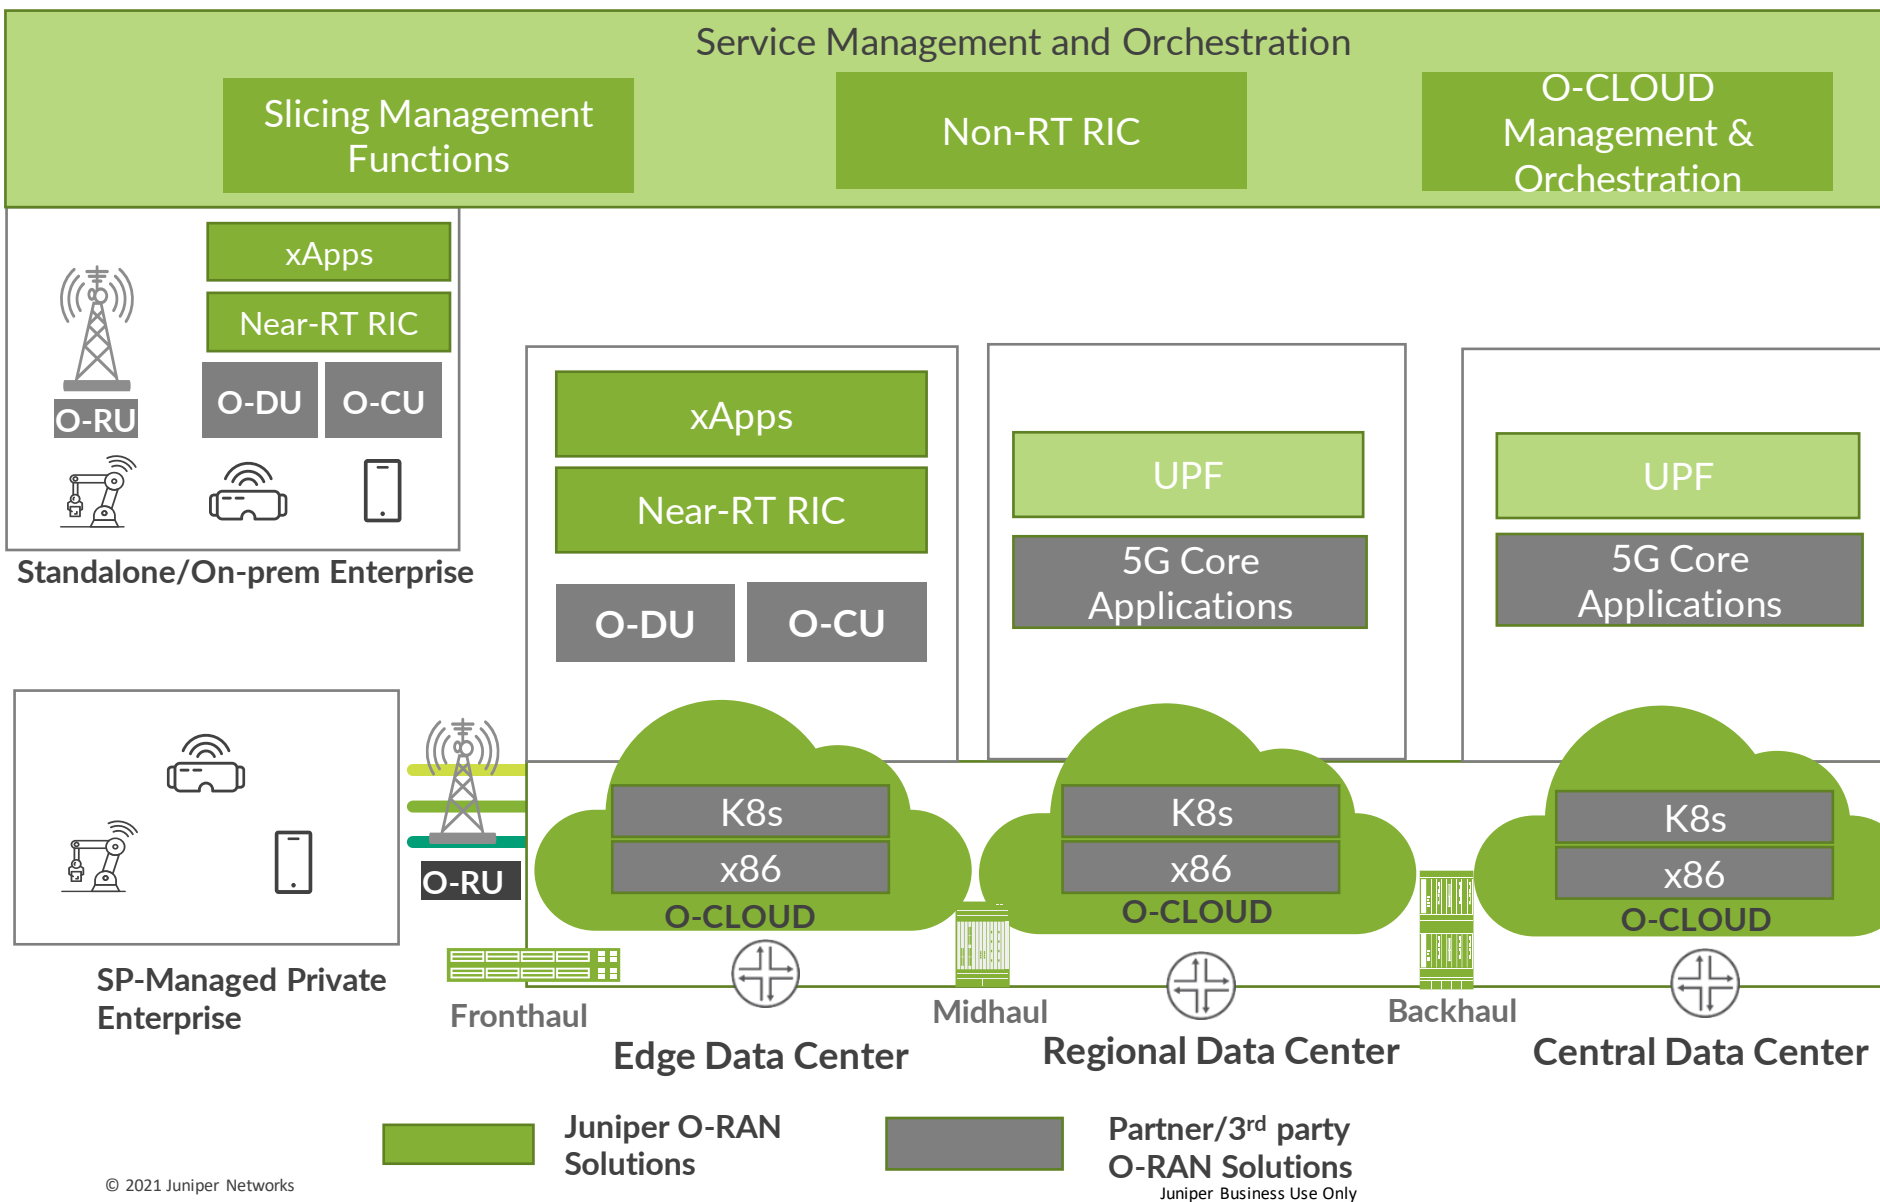 Service Management and Orchestration
Slicing Management
Functions
Non-RT RIC
O-CLOUD
Management &
Orchestration
xApps
Near-RT RIC
O-RU
O-DU
O-CU
Standalone/On-prem Enterprise
xApps
Near-RT RIC
O-DU
O-CU
UPF
5G Core
Applications
UPF
5G Core
Applications
O-RU
K8s
x86
O-CLOUD
K8s
x86
O-CLOUD
K8s
x86
O-CLOUD
SP-Managed Private
Enterprise
Fronthaul
Midhaul
Backhaul
Edge Data Center
Regional Data Center
Central Data Center
Juniper O-RAN
Solutions
Partner/3rd party
O-RAN Solutions
© 2021 Juniper Networks
Juniper Business Use Only